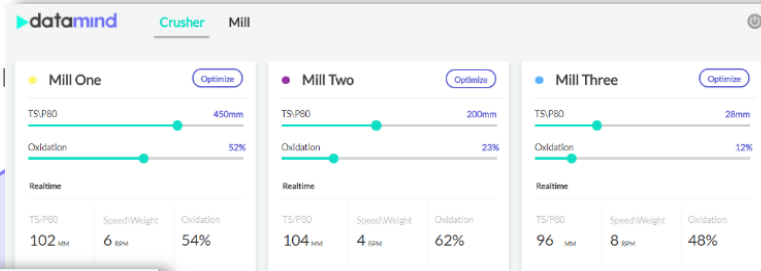 datamind Crusher Mill
Mill One Optimize
TS\P80 450mm
Oxidation 52%
Realtime
TS/P80 Speed\Weight Oxidation
102 MM 6 RPM 54%
Mill Two Optimize
TS\P80 200mm
Oxidation 23%
Realtime
TS/P80 Speed\Weight Oxidation
104 MM 4 RPM 62%
Mill Three Optimize
TS\P80 28mm
Oxidation 12%
Realtime
TS/P80 Speed\Weight Oxidation
96 MM 8 RPM 48%